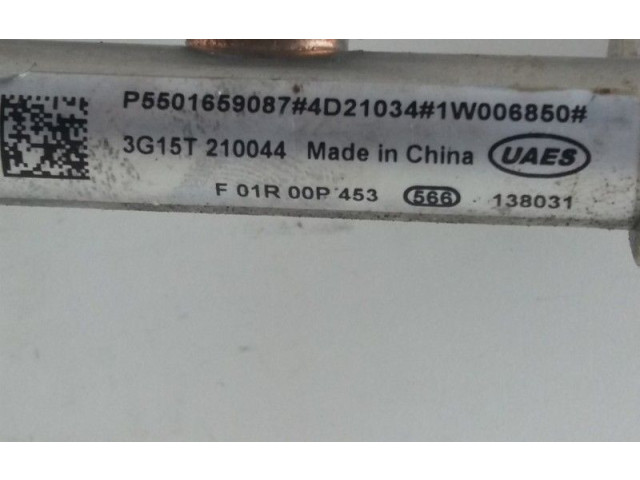 P5501659087#4D21034#1W006850#
3G15T 210044 Made in China UAES
F 01R 00P 453 566 138031